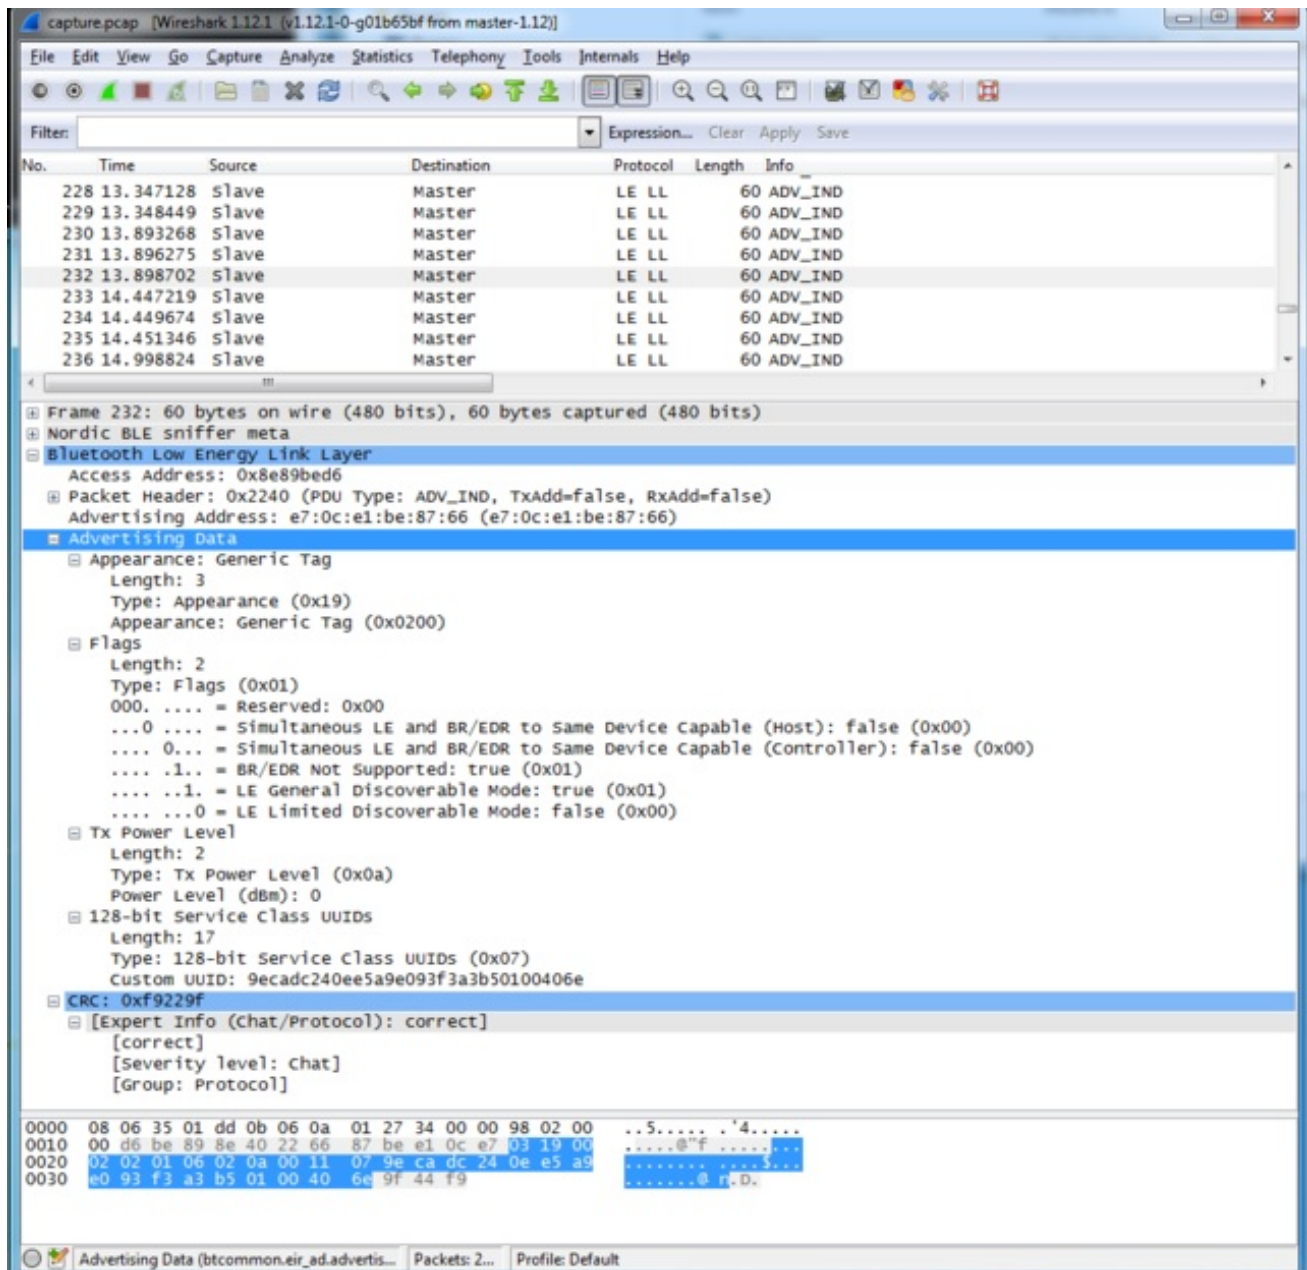 capture.pcap [Wireshark 1.12.1 (v1.12.1-0-g01b65bf from master-1.12)]
File Edit View Go Capture Analyze Statistics Telephony Tools Internals Help
Filter: Expression... Clear Apply Save
No. Time Source Destination Protocol Length Info
228 13.347128 Slave Master LE LL 60 ADV_IND
229 13.348449 Slave Master LE LL 60 ADV_IND
230 13.893268 Slave Master LE LL 60 ADV_IND
231 13.896275 Slave Master LE LL 60 ADV_IND
232 13.898702 Slave Master LE LL 60 ADV_IND
233 14.447219 Slave Master LE LL 60 ADV_IND
234 14.449674 Slave Master LE LL 60 ADV_IND
235 14.451346 Slave Master LE LL 60 ADV_IND
236 14.998824 Slave Master LE LL 60 ADV_IND
Frame 232: 60 bytes on wire (480 bits), 60 bytes captured (480 bits)
Nordic BLE sniffer meta
Bluetooth Low Energy Link Layer
Access Address: 0x8e89bed6
Packet Header: 0x2240 (PDU Type: ADV_IND, TxAdd=false, RxAdd=false)
Advertising Address: e7:0c:e1:be:87:66 (e7:0c:e1:be:87:66)
Advertising Data
Appearance: Generic Tag
Length: 3
Type: Appearance (0x19)
Appearance: Generic Tag (0x0200)
Flags
Length: 2
Type: Flags (0x01)
000. .... = Reserved: 0x00
...0 .... = Simultaneous LE and BR/EDR to Same Device Capable (Host): false (0x00)
.... 0... = Simultaneous LE and BR/EDR to Same Device Capable (Controller): false (0x00)
.... .1.. = BR/EDR Not Supported: true (0x01)
.... ..1. = LE General Discoverable Mode: true (0x01)
.... ...0 = LE Limited Discoverable Mode: false (0x00)
Tx Power Level
Length: 2
Type: Tx Power Level (0x0a)
Power Level (dBm): 0
128-bit Service Class UUIDs
Length: 17
Type: 128-bit Service Class UUIDs (0x07)
Custom UUID: 9ecadc240ee5a9e093f3a3b50100406e
CRC: 0xf9229f
[Expert Info (Chat/Protocol): correct]
[correct]
[Severity level: Chat]
[Group: Protocol]
0000 08 06 35 01 dd 0b 06 0a 01 27 34 00 00 98 02 00 ..5..... .'4.....
0010 00 d6 be 89 8e 40 22 66 87 be e1 0c e7 03 19 00 .....@"f ........
0020 02 02 01 06 02 0a 00 11 07 9e ca dc 24 0e e5 a9 ........ ....$...
0030 e0 93 f3 a3 b5 01 00 40 6e 9f 44 f9 .......@ n.D.
Advertising Data (btcommon.eir_ad.advertis... Packets: 2... Profile: Default